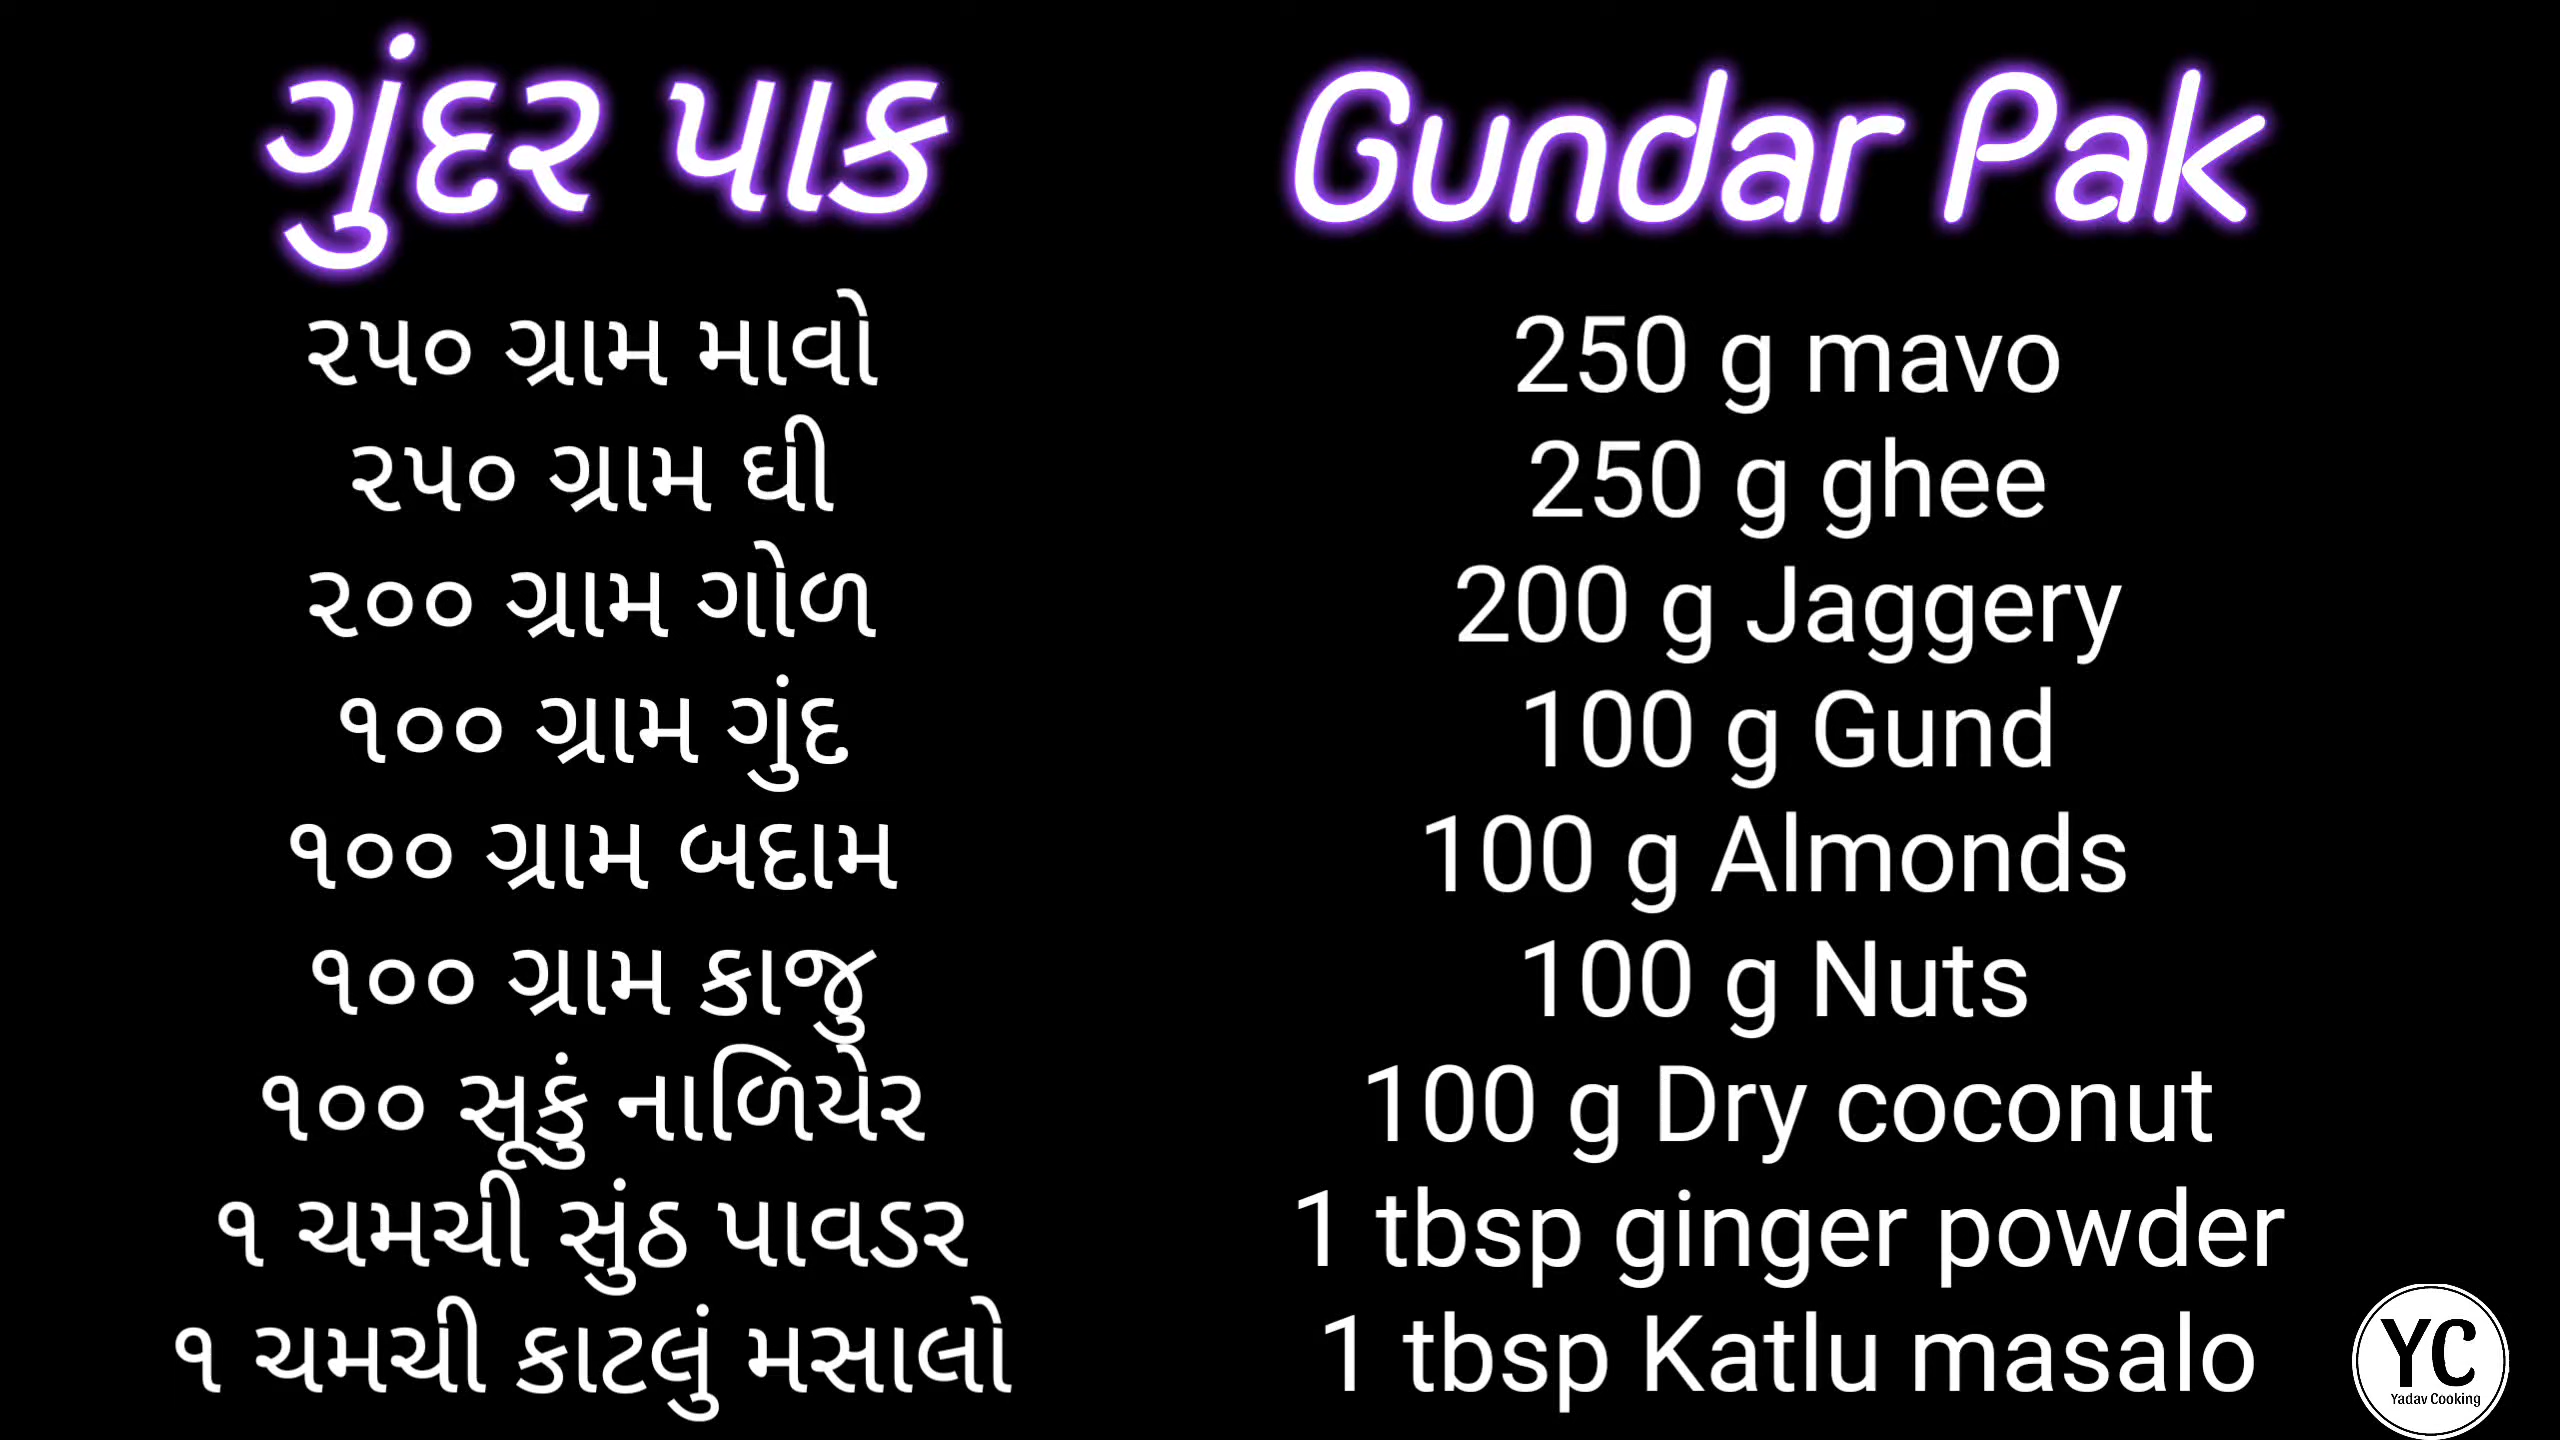 ગુંદર પાક
૨૫૦ ગ્રામ માવો
૨૫૦ ગ્રામ ઘી
૨૦૦ ગ્રામ ગોળ
૧૦૦ ગ્રામ ગુંદ
૧૦૦ ગ્રામ બદામ
૧૦૦ ગ્રામ કાજુ
૧૦૦ સૂકું નાળિયેર
૧ ચમચી સુંઠ પાવડર
૧ ચમચી કાટલું મસાલો
Gundar Pak
250 g mavo
250 g ghee
200 g Jaggery
100 g Gund
100 g Almonds
100 g Nuts
100 g Dry coconut
1 tbsp ginger powder
1 tbsp Katlu masalo
YC
Yadav Cooking